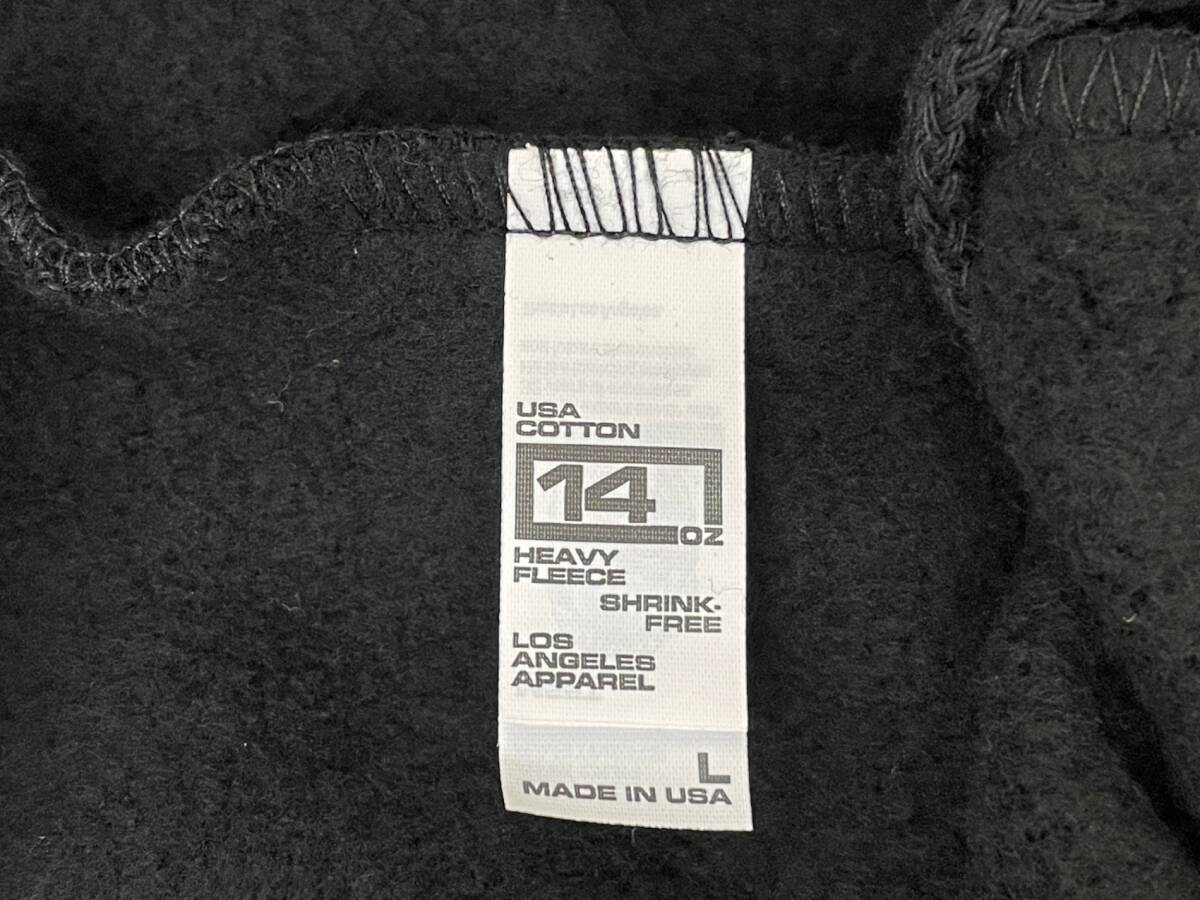 USA
COTTON
14
OZ
HEAVY
FLEECE
SHRINK-
FREE
LOS
ANGELES
APPAREL
L
MADE IN USA